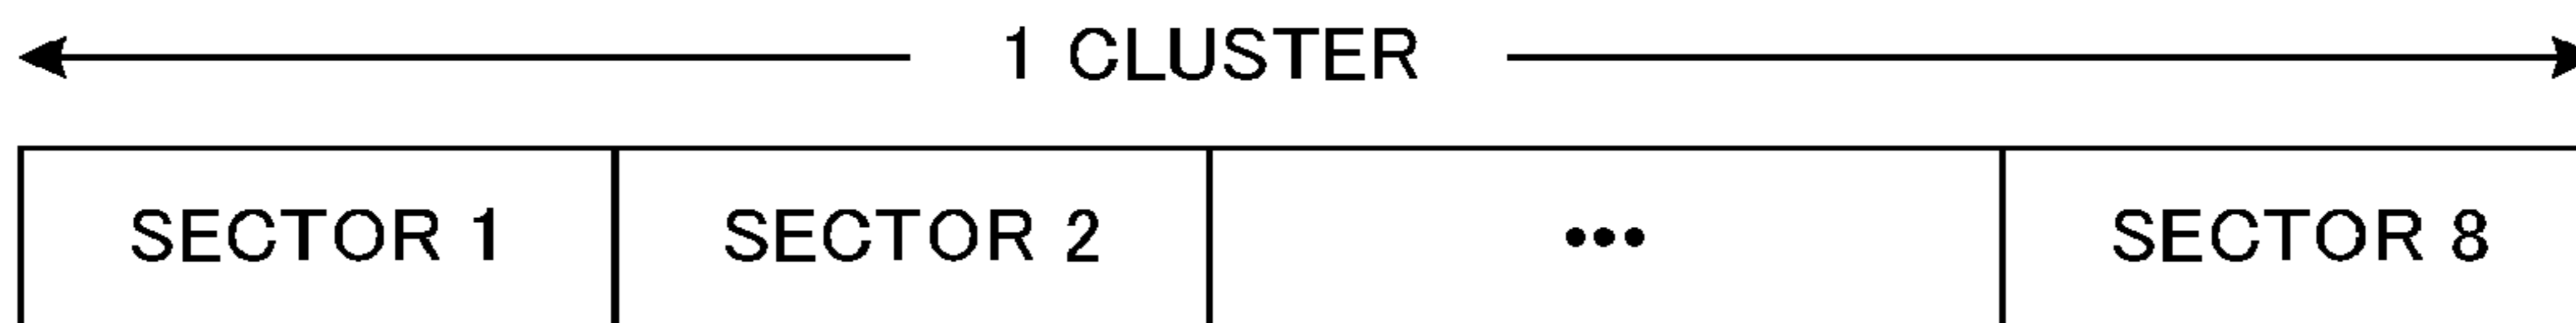 1 CLUSTER
SECTOR 1 SECTOR 2 ••• SECTOR 8